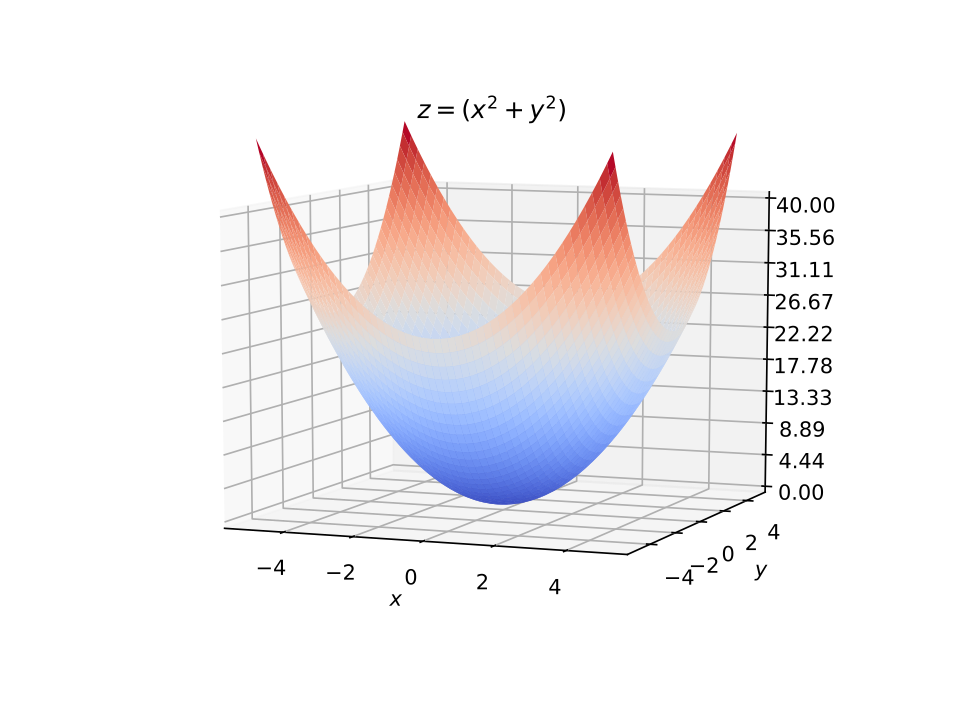 z = (x² + y²)
40.00
35.56
31.11
26.67
22.22
17.78
13.33
8.89
4.44
0.00
−4 −2 0 2 4
x
−4 −2 0 2 4
y